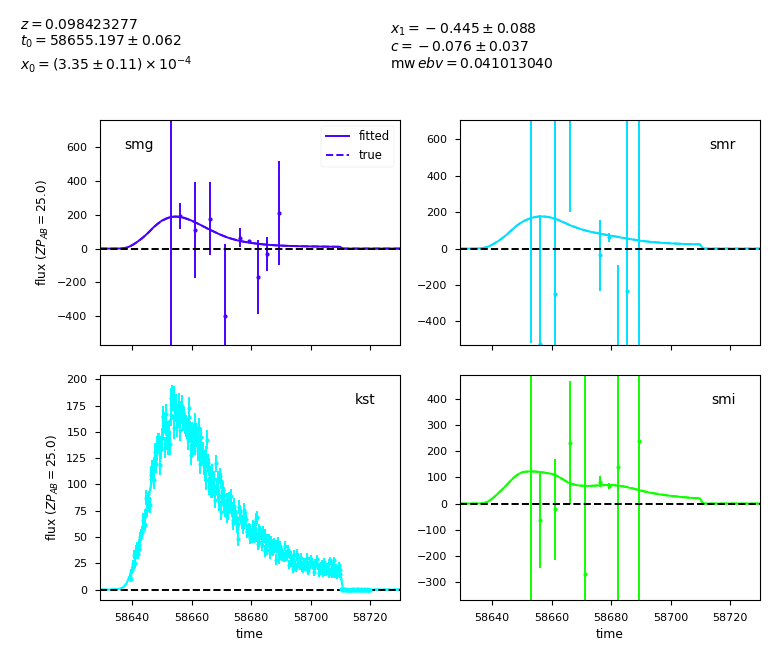 z = 0.098423277
t₀ = 58655.197 ± 0.062
x₀ = (3.35 ± 0.11) × 10⁻⁴
x₁ = −0.445 ± 0.088
c = −0.076 ± 0.037
mw ebv = 0.041013040
smg
fitted
true
600
400
200
0
−200
−400
flux (ZP_AB = 25.0)
smr
600
400
200
0
−200
−400
kst
200
175
150
125
100
75
50
25
0
flux (ZP_AB = 25.0)
58640 58660 58680 58700 58720
time
smi
400
300
200
100
0
−100
−200
−300
58640 58660 58680 58700 58720
time